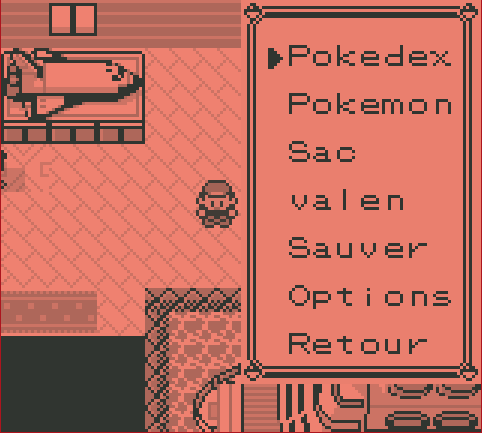 Pokedex
Pokemon
Sac
valen
Sauver
Options
Retour